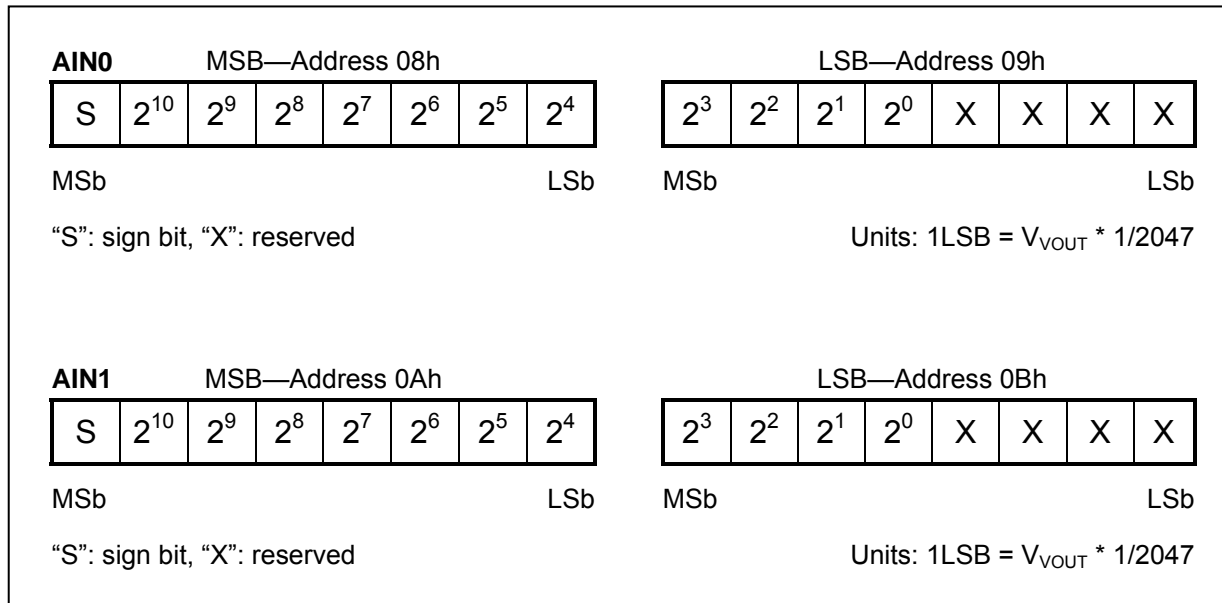 AIN0 MSB—Address 08h LSB—Address 09h
S 2^10 2^9 2^8 2^7 2^6 2^5 2^4 2^3 2^2 2^1 2^0 X X X X
MSb LSb MSb LSb
“S”: sign bit, “X”: reserved Units: 1LSB = V_VOUT * 1/2047
AIN1 MSB—Address 0Ah LSB—Address 0Bh
S 2^10 2^9 2^8 2^7 2^6 2^5 2^4 2^3 2^2 2^1 2^0 X X X X
MSb LSb MSb LSb
“S”: sign bit, “X”: reserved Units: 1LSB = V_VOUT * 1/2047